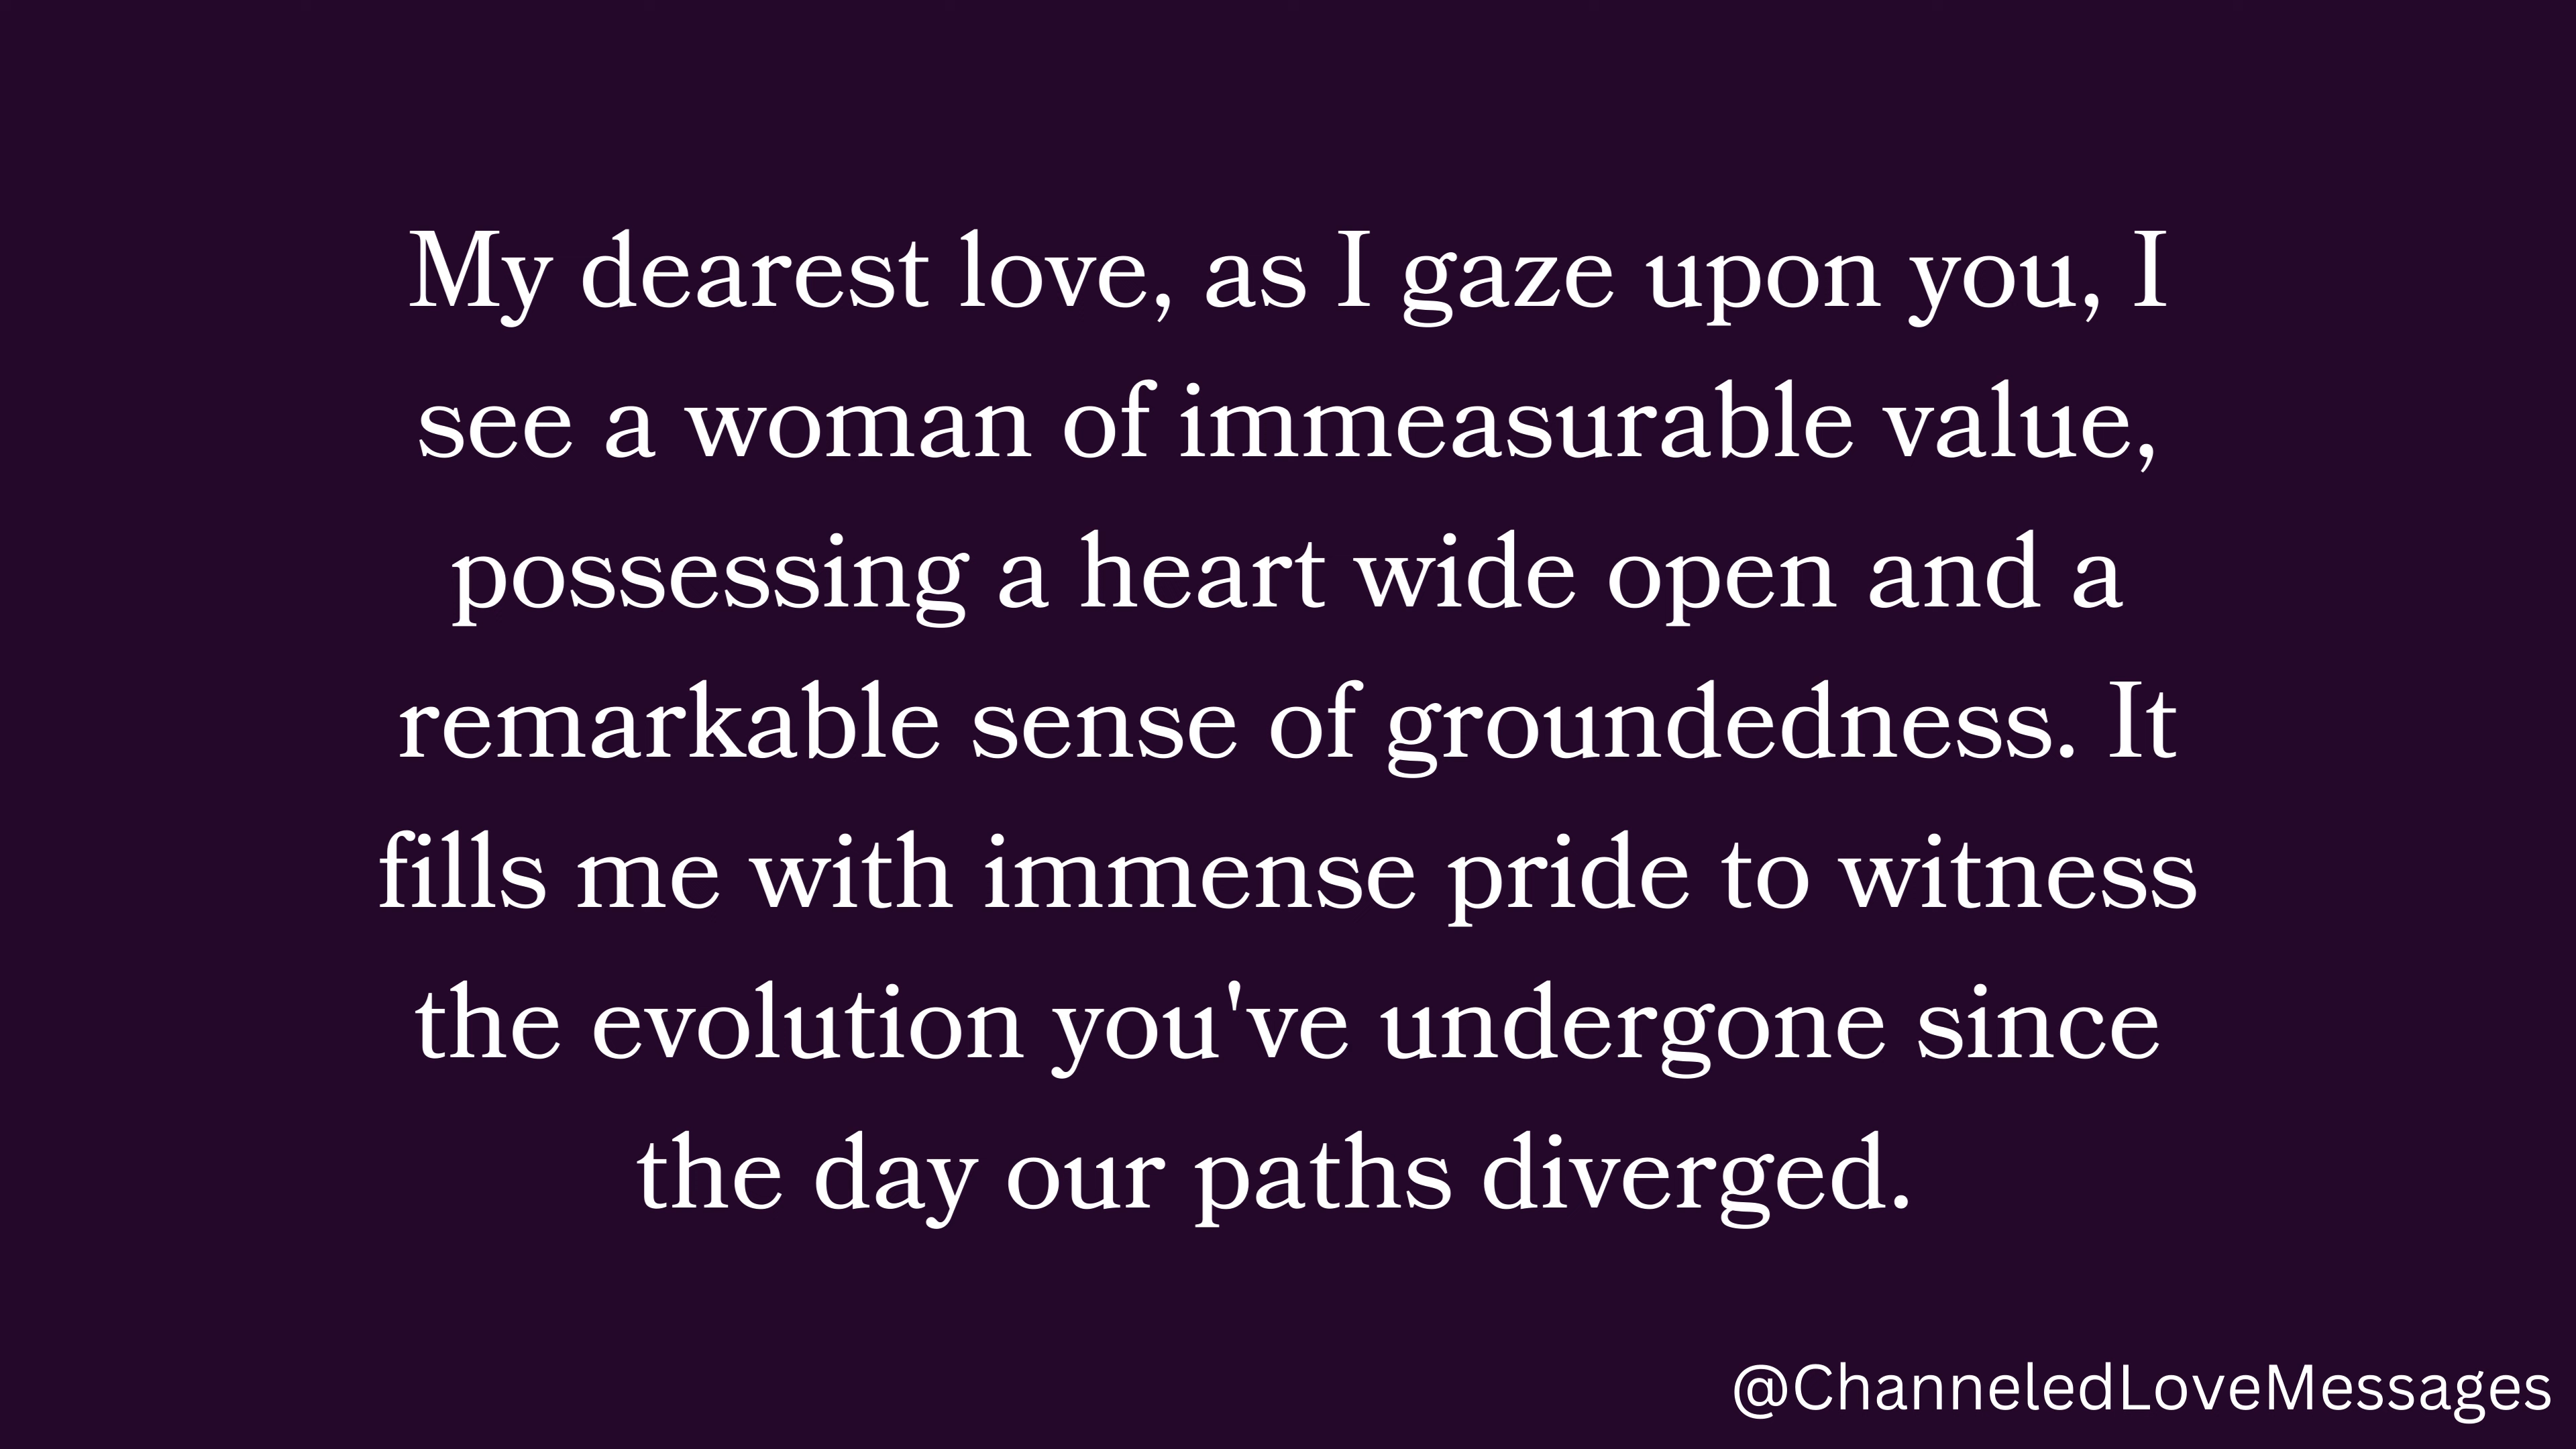 My dearest love, as I gaze upon you, I
see a woman of immeasurable value,
possessing a heart wide open and a
remarkable sense of groundedness. It
fills me with immense pride to witness
the evolution you've undergone since
the day our paths diverged.
@ChanneledLoveMessages